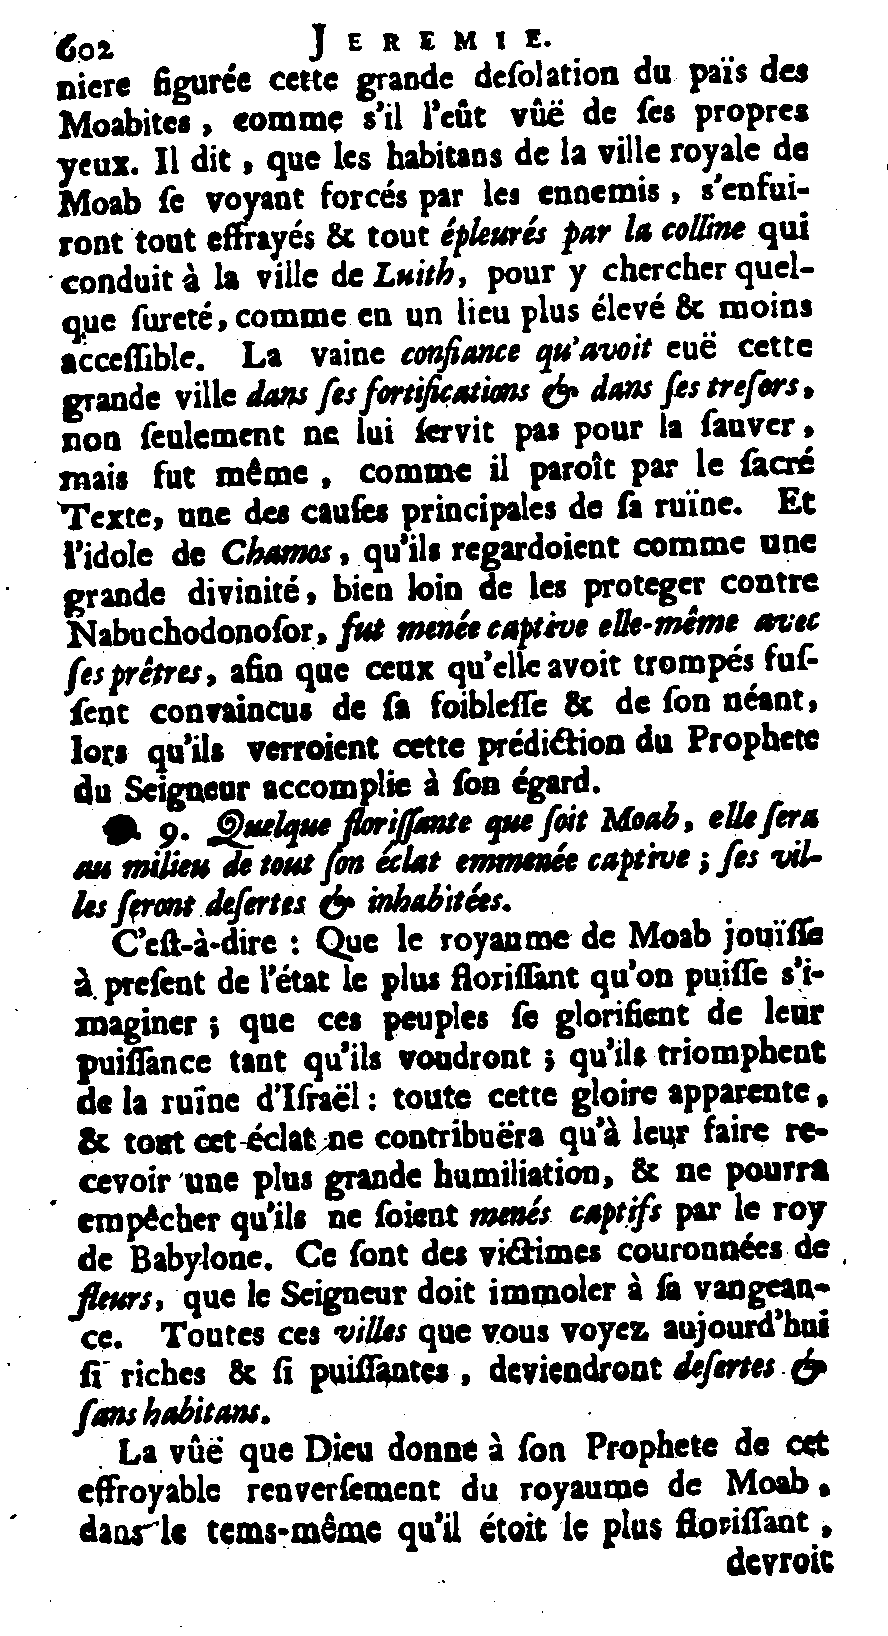 602 JEREMIE.
niere figurée cette grande deſolation du païs des
Moabites, comme s'il l'eût vûë de ſes propres
yeux. Il dit, que les habitans de la ville royale de
Moab ſe voyant forcés par les ennemis, s'enfui-
ront tout effrayés & tout épleurés par la colline qui
conduit à la ville de Luith, pour y chercher quel-
que ſureté, comme en un lieu plus élevé & moins
acceſſible. La vaine confiance qu'avoit euë cette
grande ville dans ſes fortifications & dans ſes treſors,
non ſeulement ne lui ſervit pas pour la ſauver,
mais fut même, comme il paroît par le ſacré
Texte, une des cauſes principales de ſa ruïne. Et
l'idole de Chamos, qu'ils regardoient comme une
grande divinité, bien loin de les proteger contre
Nabuchodonoſor, fut menée captive elle-même avec
ſes prêtres, afin que ceux qu'elle avoit trompés fuſ-
ſent convaincus de ſa foibleſſe & de ſon néant,
lors qu'ils verroient cette prédiction du Prophete
du Seigneur accomplie à ſon égard.
9. Quelque floriſſante que ſoit Moab, elle ſera
au milieu de tout ſon éclat emmenée captive; ſes vil-
les ſeront deſertes & inhabitées.
C'eſt-à-dire : Que le royaume de Moab jouïſſe
à preſent de l'état le plus floriſſant qu'on puiſſe s'i-
maginer; que ces peuples ſe glorifient de leur
puiſſance tant qu'ils voudront; qu'ils triomphent
de la ruïne d'Iſraël: toute cette gloire apparente,
& tout cet éclat ne contribuëra qu'à leur faire re-
cevoir une plus grande humiliation, & ne pourra
empêcher qu'ils ne ſoient menés captifs par le roy
de Babylone. Ce ſont des victimes couronnées de
fleurs, que le Seigneur doit immoler à ſa vangean-
ce. Toutes ces villes que vous voyez aujourd'hui
ſi riches & ſi puiſſantes, deviendront deſertes &
ſans habitans.
La vûë que Dieu donne à ſon Prophete de cet
effroyable renverſement du royaume de Moab,
dans le tems-même qu'il étoit le plus floriſſant,
devroit